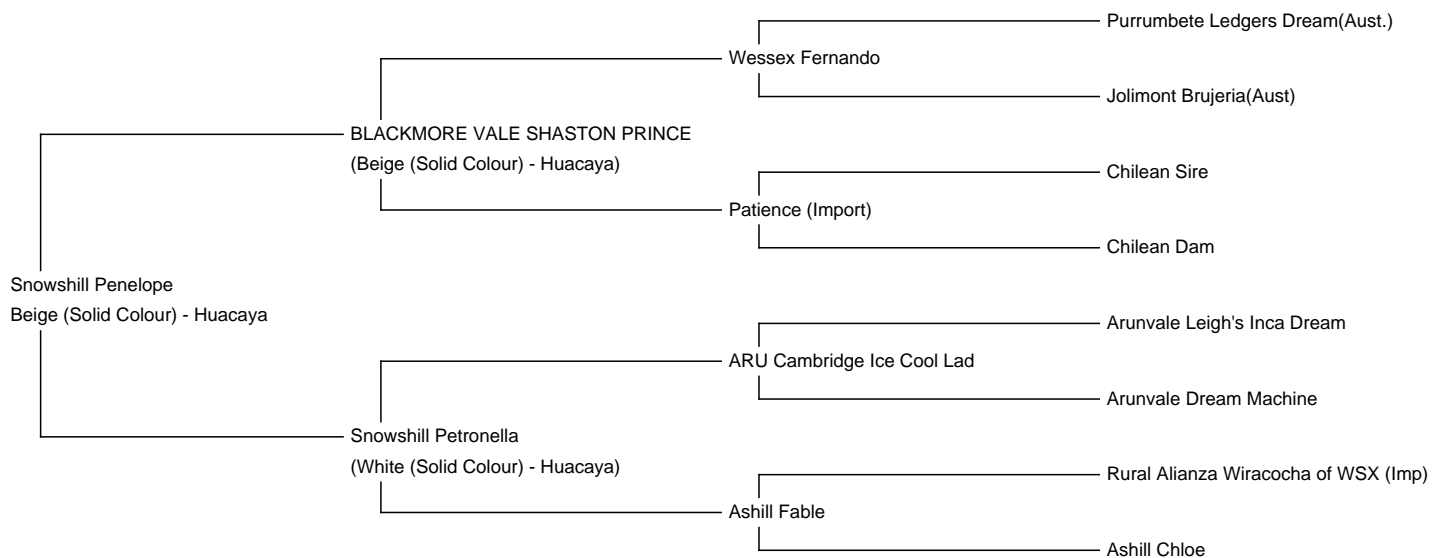 Purrumbete Ledgers Dream(Aust.)
Wessex Fernando
Jolimont Brujeria(Aust)
BLACKMORE VALE SHASTON PRINCE
(Beige (Solid Colour) - Huacaya)
Chilean Sire
Patience (Import)
Chilean Dam
Snowshill Penelope
Beige (Solid Colour) - Huacaya
Arunvale Leigh's Inca Dream
ARU Cambridge Ice Cool Lad
Arunvale Dream Machine
Snowshill Petronella
(White (Solid Colour) - Huacaya)
Rural Alianza Wiracocha of WSX (Imp)
Ashill Fable
Ashill Chloe